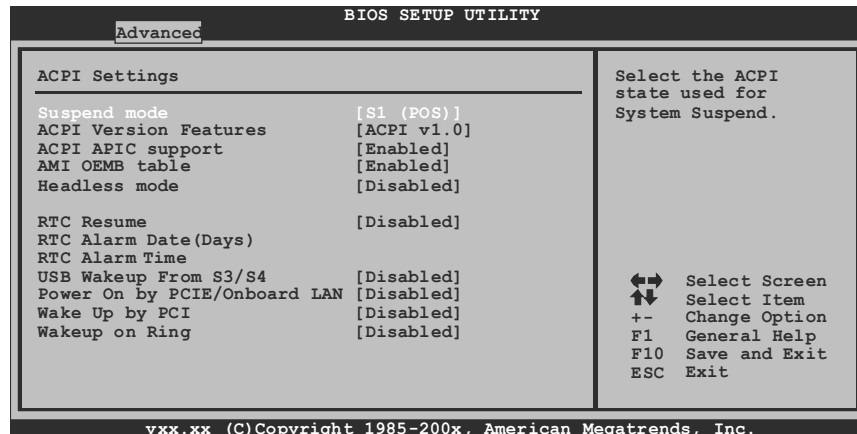 BIOS SETUP UTILITY
Advanced
ACPI Settings
Suspend mode [S1 (POS)]
ACPI Version Features [ACPI v1.0]
ACPI APIC support [Enabled]
AMI OEMB table [Enabled]
Headless mode [Disabled]
RTC Resume [Disabled]
RTC Alarm Date(Days)
RTC Alarm Time
USB Wakeup From S3/S4 [Disabled]
Power On by PCIE/Onboard LAN [Disabled]
Wake Up by PCI [Disabled]
Wakeup on Ring [Disabled]
Select the ACPI
state used for
System Suspend.
Select Screen
Select Item
+- Change Option
F1 General Help
F10 Save and Exit
ESC Exit
vxx.xx (C)Copyright 1985-200x, American Megatrends, Inc.